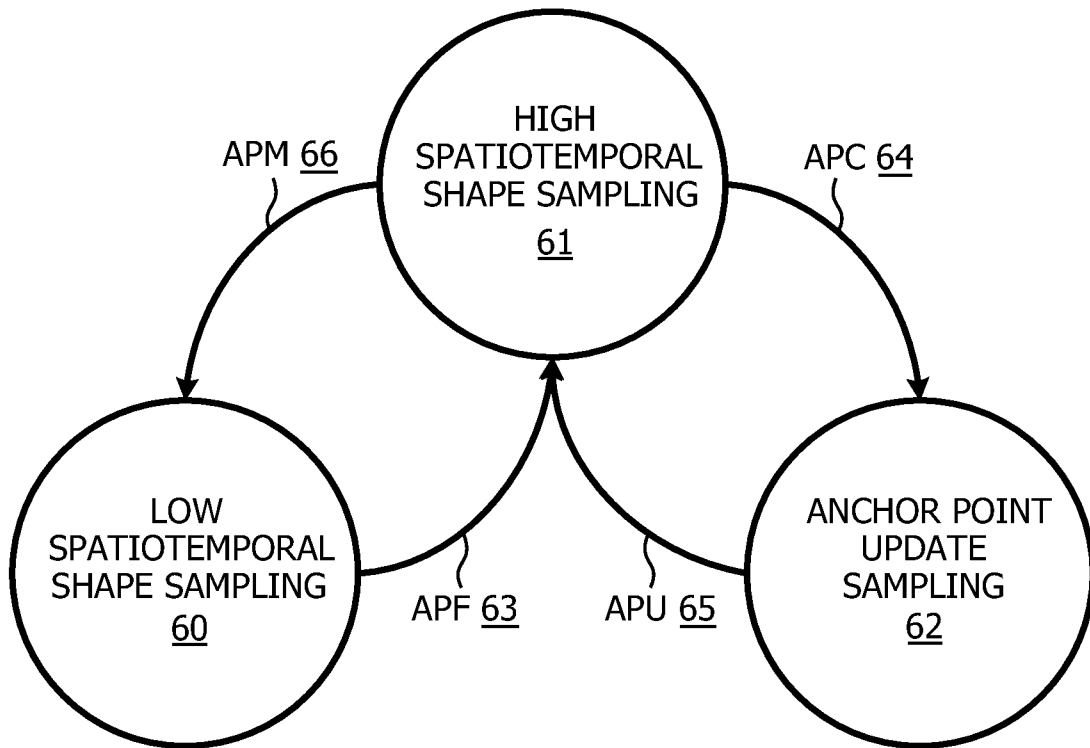 HIGH
SPATIOTEMPORAL
SHAPE SAMPLING
61
APM 66
APC 64
LOW
SPATIOTEMPORAL
SHAPE SAMPLING
60
APF 63
APU 65
ANCHOR POINT
UPDATE
SAMPLING
62